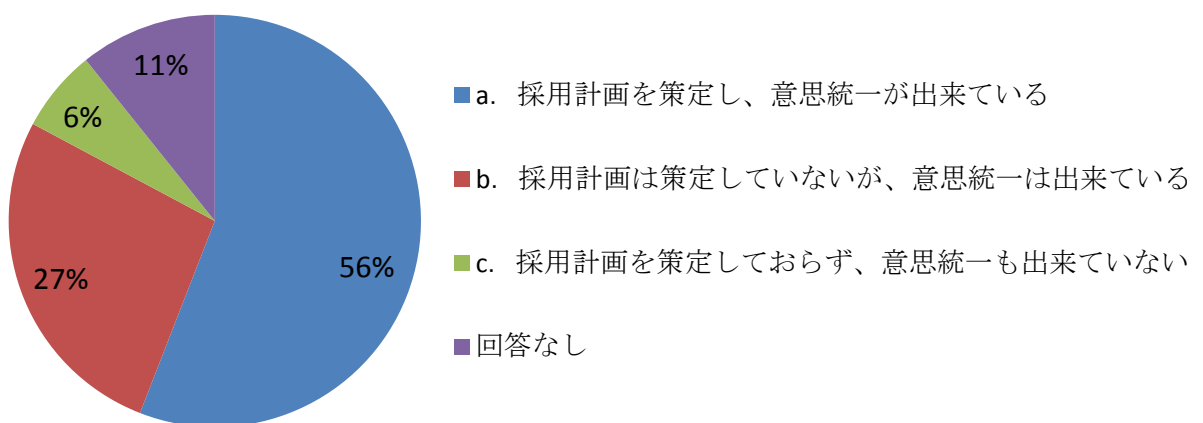 11%
6%
27%
56%
a. 採用計画を策定し、意思統一が出来ている
b. 採用計画は策定していないが、意思統一は出来ている
c. 採用計画を策定しておらず、意思統一も出来ていない
回答なし